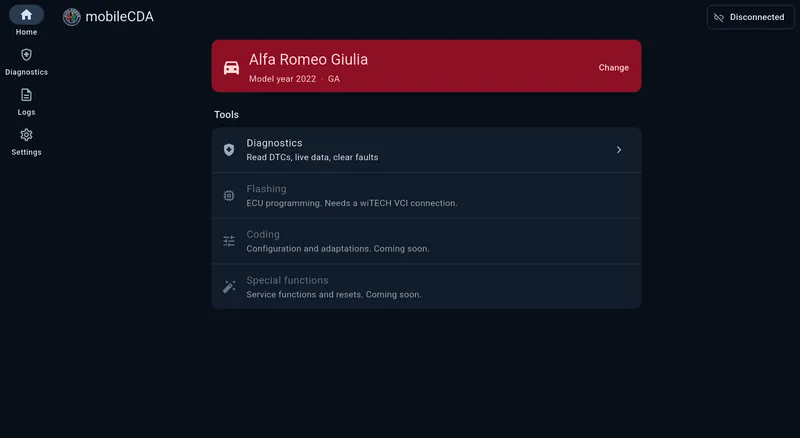 mobileCDA
Disconnected
Home
Diagnostics
Logs
Settings
Alfa Romeo Giulia
Model year 2022 · GA
Change
Tools
Diagnostics
Read DTCs, live data, clear faults
Flashing
ECU programming. Needs a wiTECH VCI connection.
Coding
Configuration and adaptations. Coming soon.
Special functions
Service functions and resets. Coming soon.